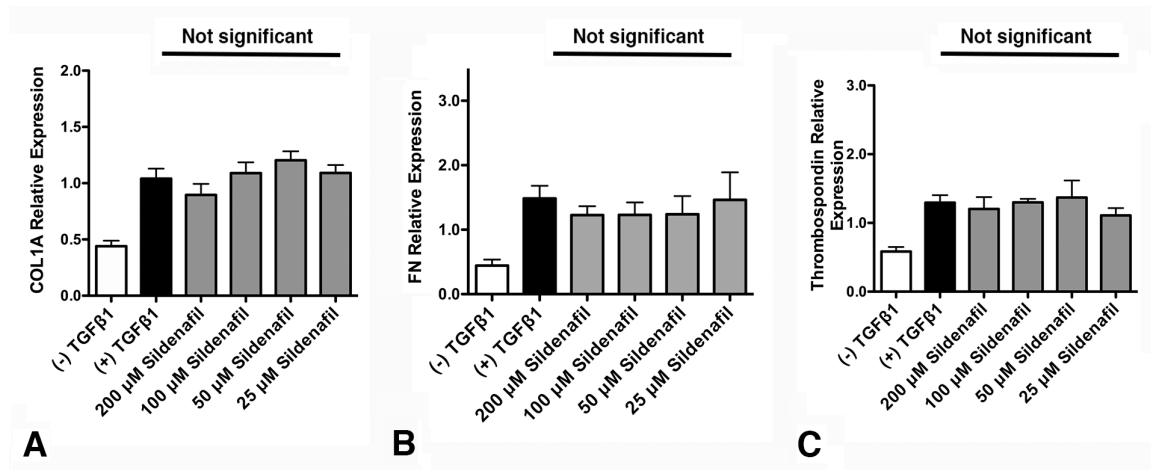 Not significant
COL1A Relative Expression
2.0
1.5
1.0
0.5
0.0
(-) TGFβ1
(+) TGFβ1
200 µM Sildenafil
100 µM Sildenafil
50 µM Sildenafil
25 µM Sildenafil
A
Not significant
FN Relative Expression
3.0
2.0
1.0
0.0
(-) TGFβ1
(+) TGFβ1
200 µM Sildenafil
100 µM Sildenafil
50 µM Sildenafil
25 µM Sildenafil
B
Not significant
Thrombospondin Relative
Expression
3.0
2.0
1.0
0.0
(-) TGFβ1
(+) TGFβ1
200 µM Sildenafil
100 µM Sildenafil
50 µM Sildenafil
25 µM Sildenafil
C